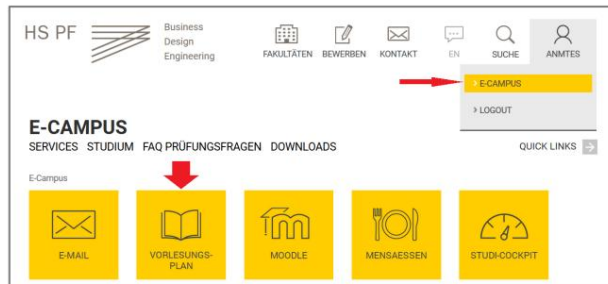 HS PF
Business
Design
Engineering
FAKULTÄTEN BEWERBEN KONTAKT EN SUCHE ANMTES
› E-CAMPUS
› LOGOUT
E-CAMPUS
SERVICES STUDIUM FAQ PRÜFUNGSFRAGEN DOWNLOADS
QUICK LINKS
E-Campus
E-MAIL
VORLESUNGS-
PLAN
MOODLE
MENSAESSEN
STUDI-COCKPIT